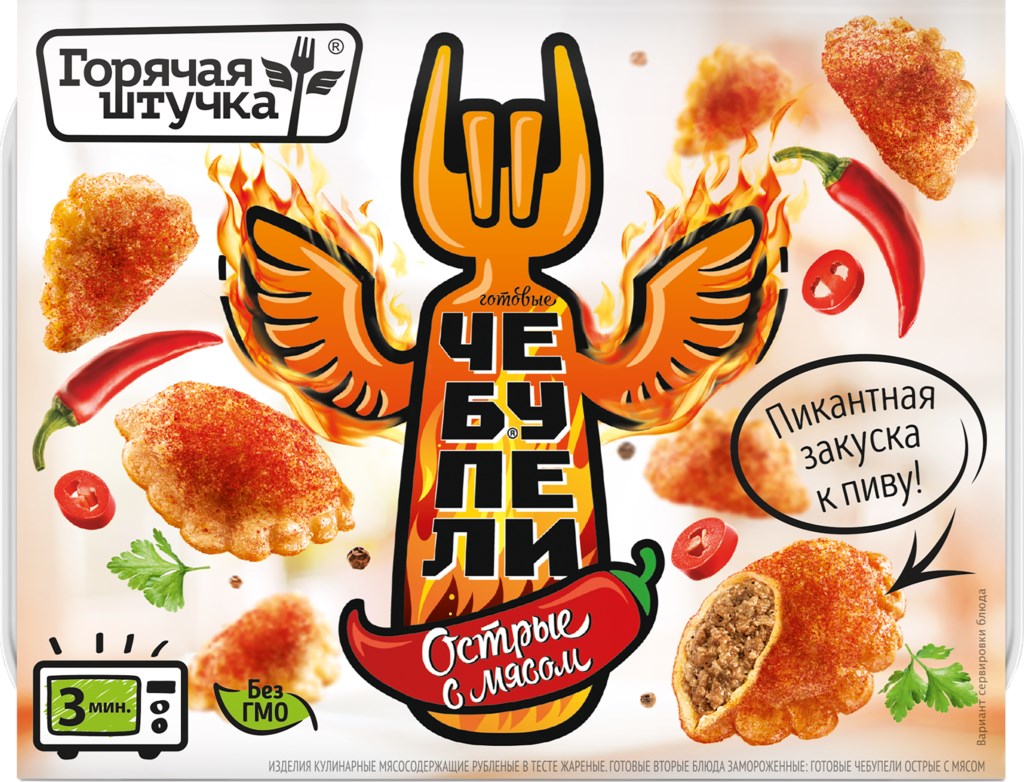 Горячая
штучка
®
готовые
ЧЕ
БУ®
ПЕ
ЛИ
Острые
с мясом
Пикантная
закуска
к пиву!
3 мин.
Без
ГМО
Вариант сервировки блюда
ИЗДЕЛИЯ КУЛИНАРНЫЕ МЯСОСОДЕРЖАЩИЕ РУБЛЕНЫЕ В ТЕСТЕ ЖАРЕНЫЕ. ГОТОВЫЕ ВТОРЫЕ БЛЮДА ЗАМОРОЖЕННЫЕ: ГОТОВЫЕ ЧЕБУПЕЛИ ОСТРЫЕ С МЯСОМ